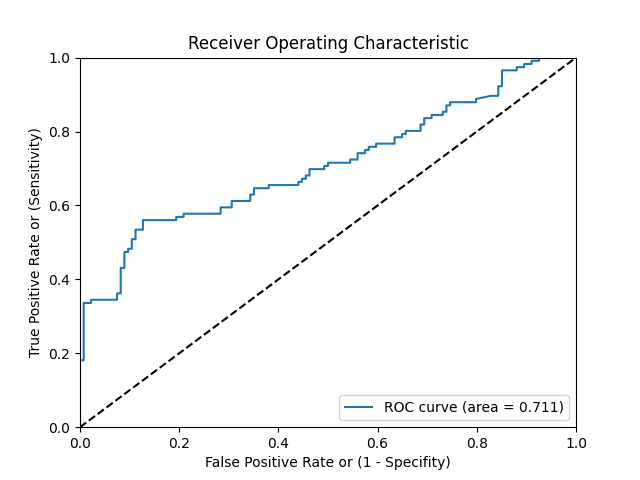 Receiver Operating Characteristic
1.0
0.8
0.6
0.4
0.2
0.0
True Positive Rate or (Sensitivity)
ROC curve (area = 0.711)
0.0 0.2 0.4 0.6 0.8 1.0
False Positive Rate or (1 - Specifity)